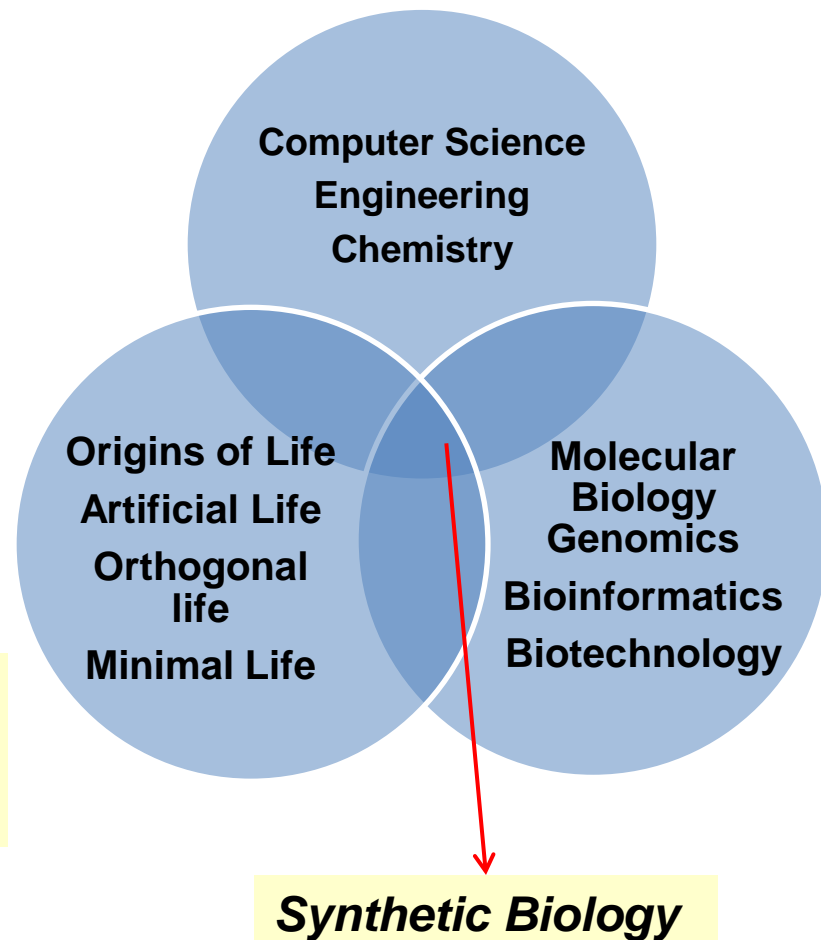 Computer Science
Engineering
Chemistry
Origins of Life
Artificial Life
Orthogonal
life
Minimal Life
Molecular
Biology
Genomics
Bioinformatics
Biotechnology
Synthetic Biology